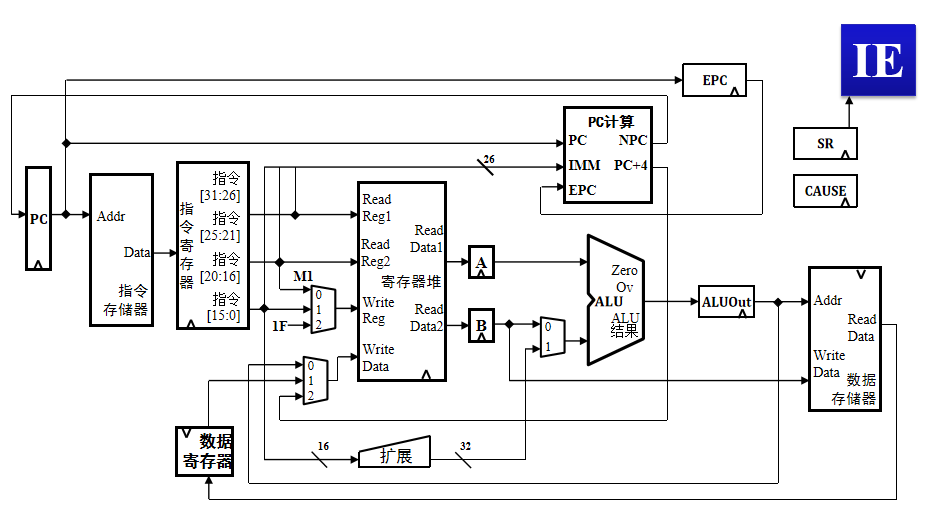 IE
EPC
SR
CAUSE
PC计算
PC
NPC
IMM
PC+4
EPC
26
PC
Addr
Data
指令
存储器
指令寄存器
指令
[31:26]
指令
[25:21]
指令
[20:16]
指令
[15:0]
M1
0
1
2
1F
Read
Reg1
Read
Reg2
Write
Reg
Write
Data
Read
Data1
寄存器堆
Read
Data2
A
B
0
1
Zero
Ov
ALU
ALU
结果
ALUOut
Addr
Read
Data
Write
Data
数据
存储器
0
1
2
数据
寄存器
16
扩展
32